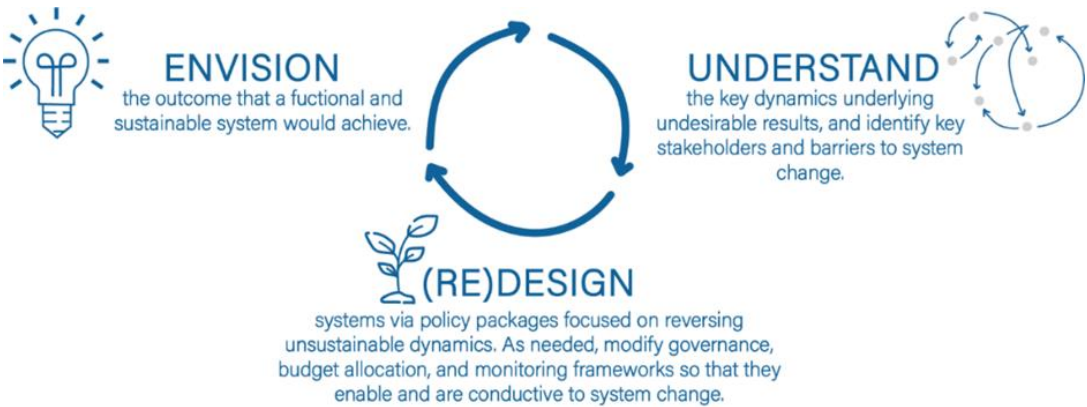 ENVISION
the outcome that a fuctional and
sustainable system would achieve.
UNDERSTAND
the key dynamics underlying
undesirable results, and identify key
stakeholders and barriers to system
change.
(RE)DESIGN
systems via policy packages focused on reversing
unsustainable dynamics. As needed, modify governance,
budget allocation, and monitoring frameworks so that they
enable and are conductive to system change.